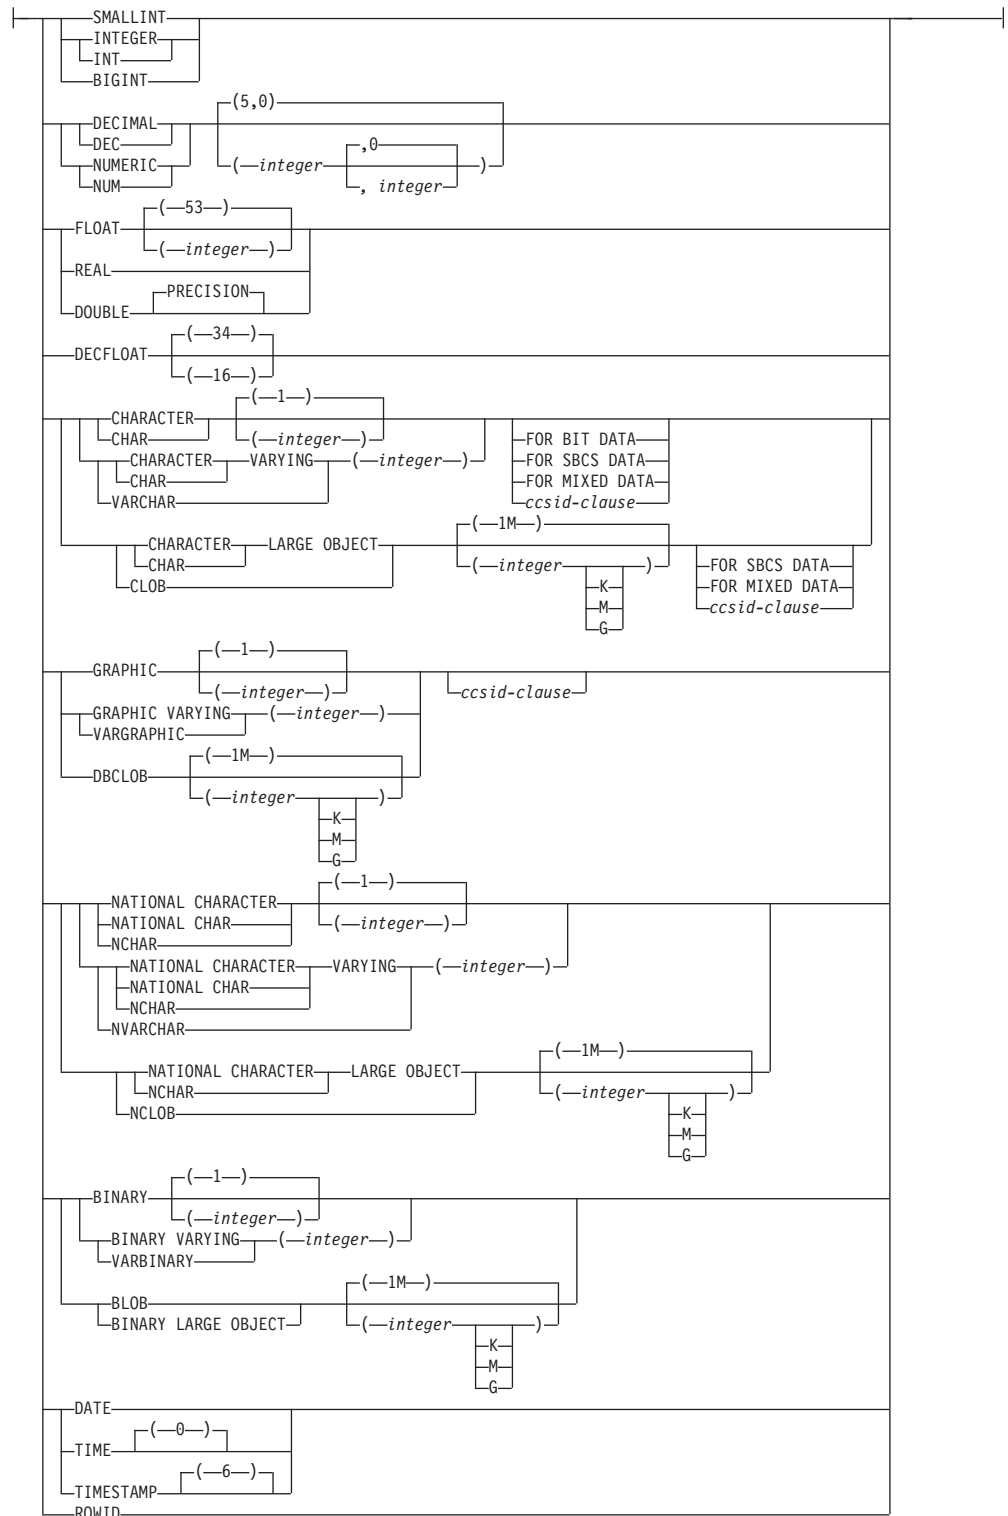 SMALLINT
INTEGER
INT
BIGINT
(5,0)
DECIMAL
DEC
,0
NUMERIC
( integer )
NUM
, integer
( 53 )
FLOAT
( integer )
REAL
PRECISION
DOUBLE
( 34 )
DECFLOAT
( 16 )
( 1 )
CHARACTER
CHAR
( integer )
FOR BIT DATA
CHARACTER VARYING ( integer )
FOR SBCS DATA
CHAR
FOR MIXED DATA
VARCHAR
ccsid-clause
( 1M )
CHARACTER LARGE OBJECT
CHAR
( integer )
FOR SBCS DATA
CLOB
K
FOR MIXED DATA
M
ccsid-clause
G
( 1 )
GRAPHIC
( integer )
ccsid-clause
GRAPHIC VARYING ( integer )
VARGRAPHIC
( 1M )
DBCLOB
( integer )
K
M
G
( 1 )
NATIONAL CHARACTER
NATIONAL CHAR
( integer )
NCHAR
NATIONAL CHARACTER VARYING ( integer )
NATIONAL CHAR
NCHAR
NVARCHAR
( 1M )
NATIONAL CHARACTER LARGE OBJECT
NCHAR
( integer )
NCLOB
K
M
G
( 1 )
BINARY
( integer )
BINARY VARYING ( integer )
VARBINARY
( 1M )
BLOB
BINARY LARGE OBJECT
( integer )
K
M
G
DATE
( 0 )
TIME
( 6 )
TIMESTAMP
ROWID